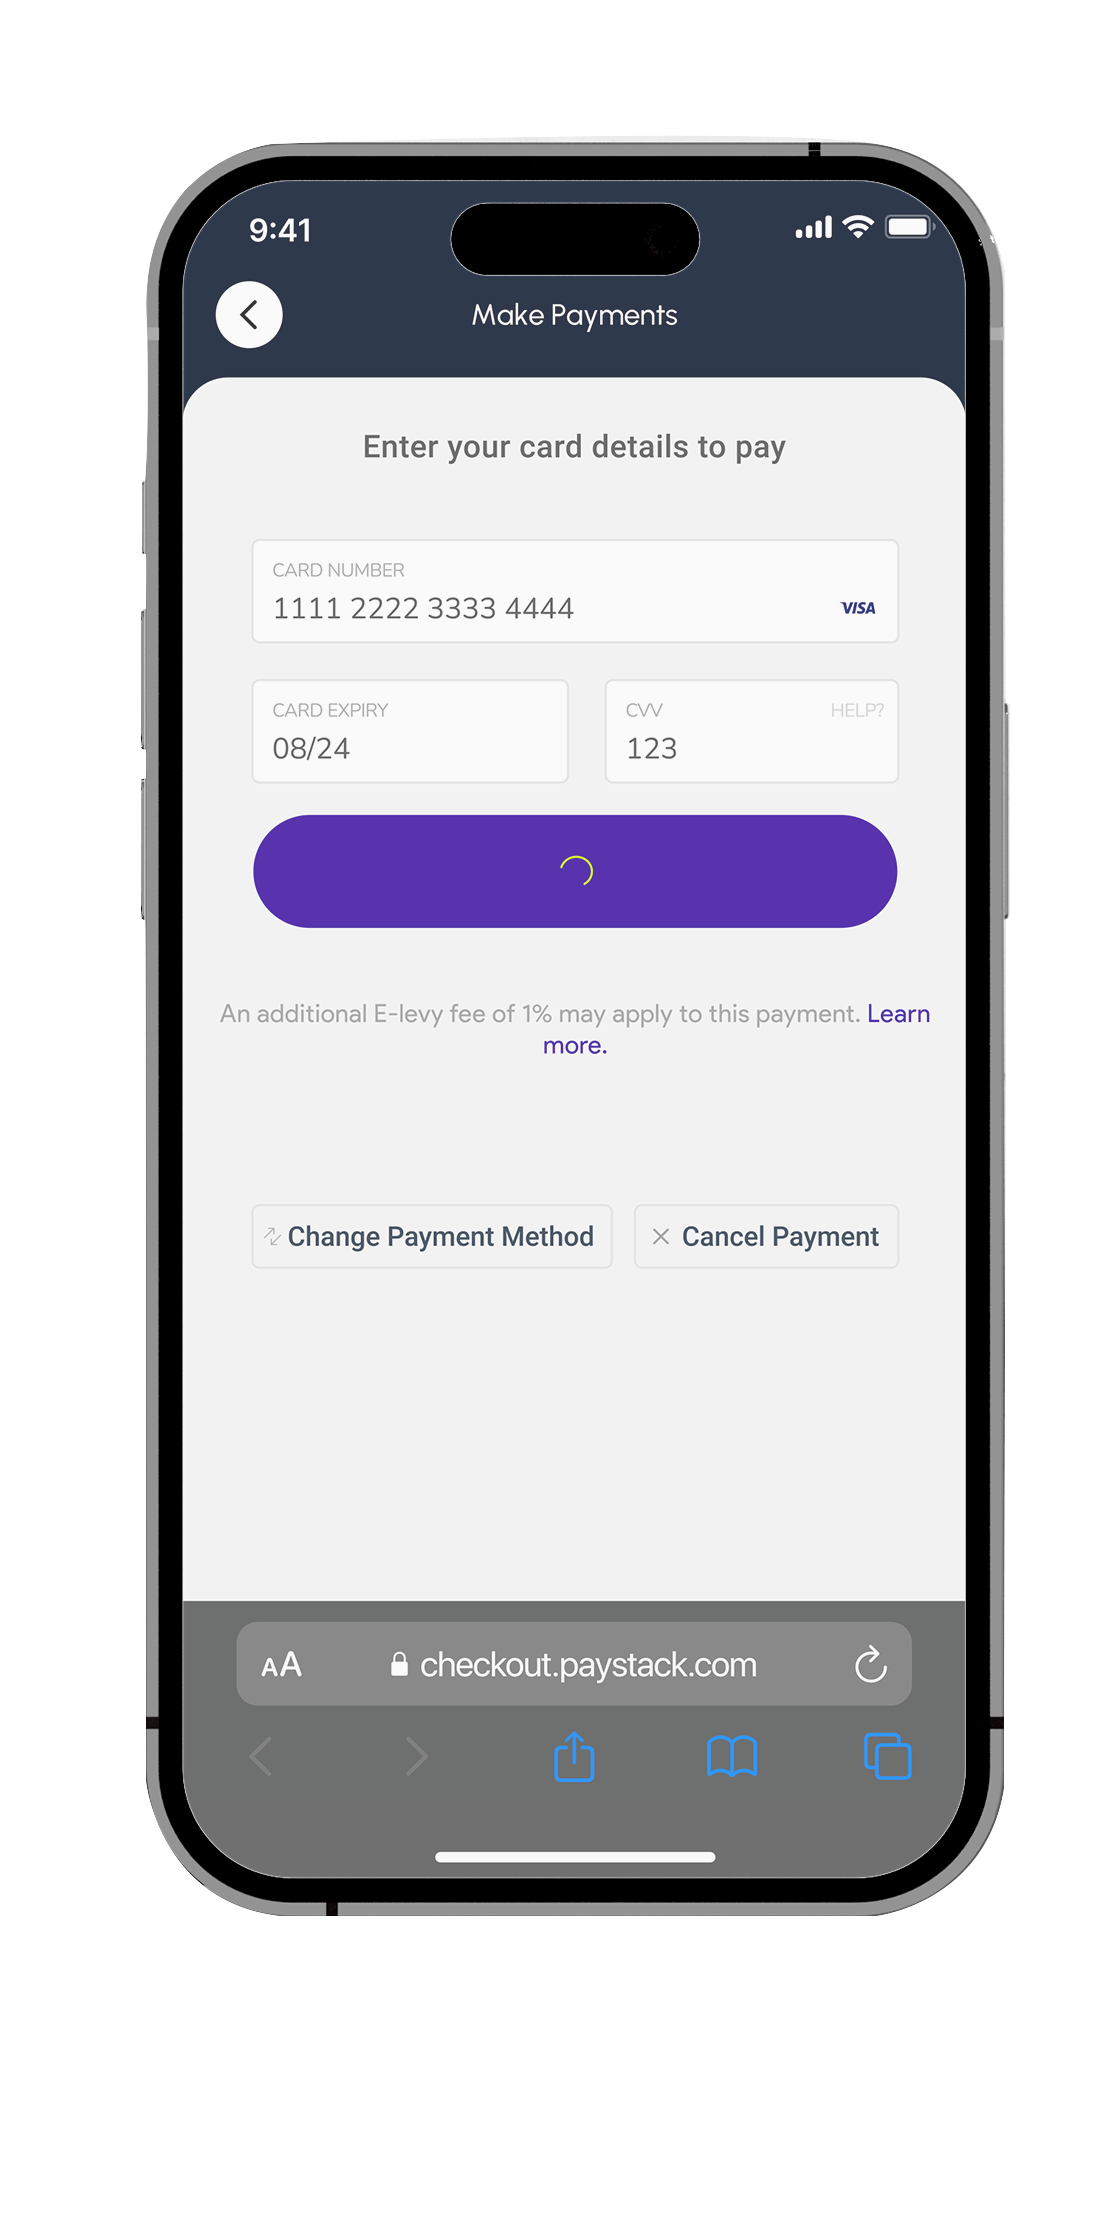 9:41
Make Payments
Enter your card details to pay
CARD NUMBER
1111 2222 3333 4444
VISA
CARD EXPIRY
08/24
CVV
HELP?
123
An additional E-levy fee of 1% may apply to this payment. Learn
more.
Change Payment Method
Cancel Payment
AA
checkout.paystack.com